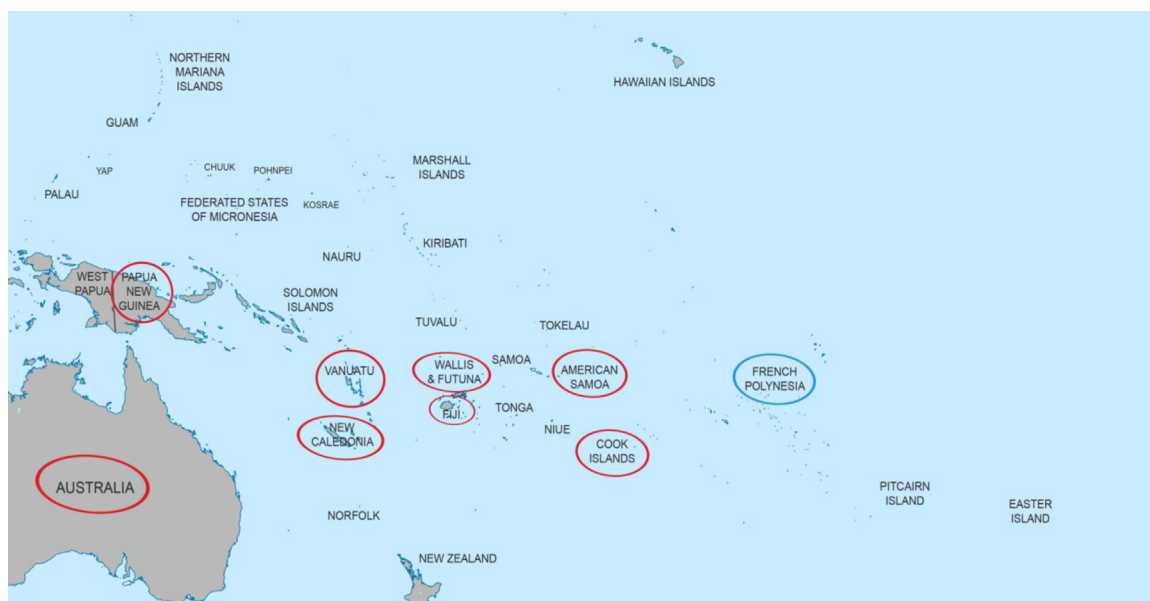 NORTHERN
MARIANA
ISLANDS
HAWAIIAN ISLANDS
GUAM
YAP
CHUUK
POHNPEI
MARSHALL
ISLANDS
PALAU
FEDERATED STATES
OF MICRONESIA
KOSRAE
KIRIBATI
NAURU
WEST
PAPUA
PAPUA
NEW
GUINEA
SOLOMON
ISLANDS
TUVALU
TOKELAU
VANUATU
WALLIS
& FUTUNA
SAMOA
AMERICAN
SAMOA
FRENCH
POLYNESIA
FIJI
TONGA
NEW
CALEDONIA
NIUE
COOK
ISLANDS
AUSTRALIA
PITCAIRN
ISLAND
EASTER
ISLAND
NORFOLK
NEW ZEALAND